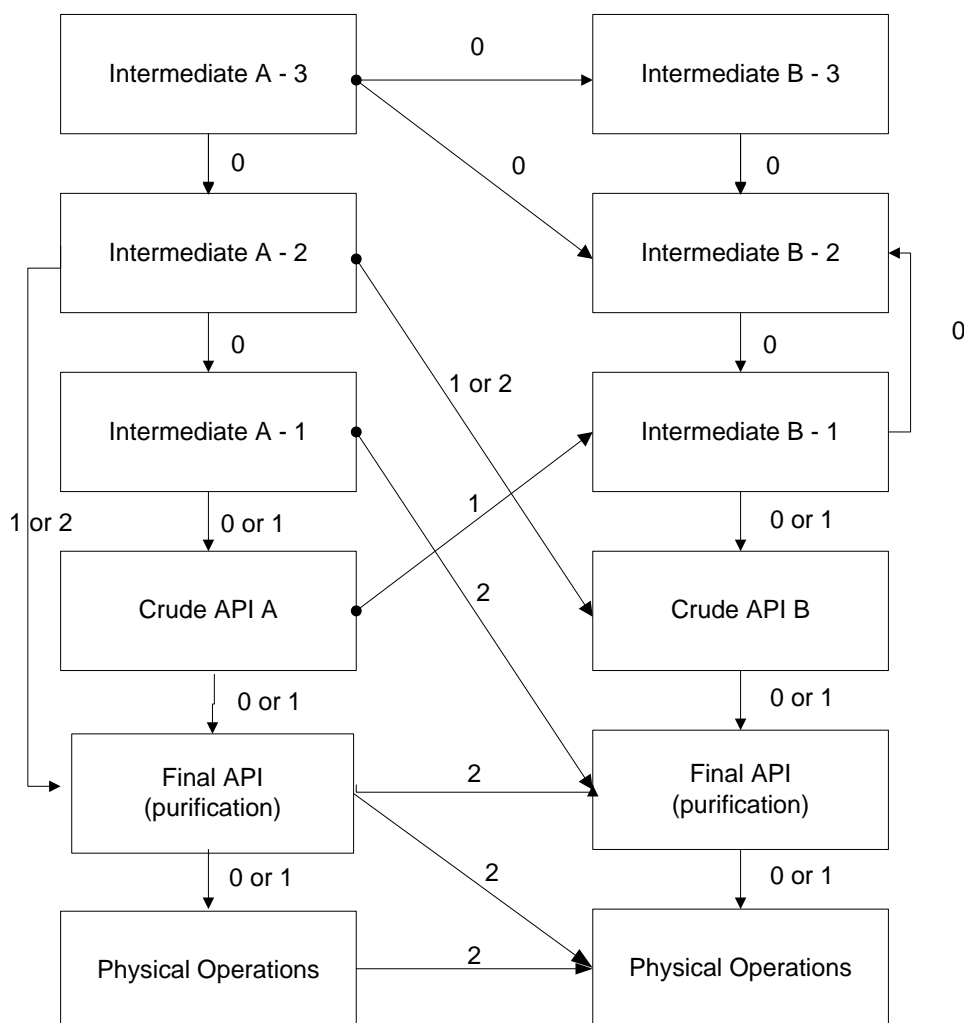 0
Intermediate A - 3
Intermediate B - 3
0
0
0
Intermediate A - 2
Intermediate B - 2
0
0
0
1 or 2
Intermediate A - 1
Intermediate B - 1
1
1 or 2
0 or 1
0 or 1
2
Crude API A
Crude API B
0 or 1
0 or 1
Final API
(purification)
2
Final API
(purification)
0 or 1
2
0 or 1
2
Physical Operations
Physical Operations